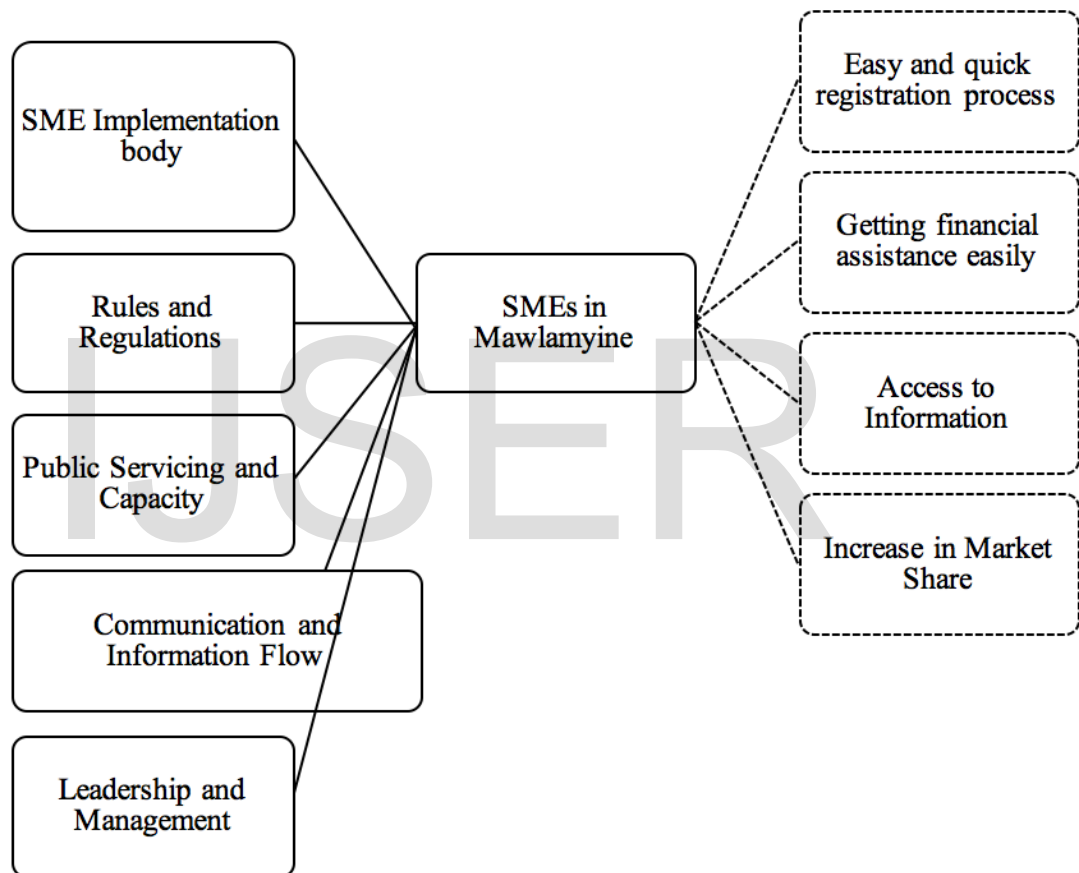 SME Implementation
body
Rules and
Regulations
Public Servicing and
Capacity
Communication and
Information Flow
Leadership and
Management
SMEs in
Mawlamyine
Easy and quick
registration process
Getting financial
assistance easily
Access to
Information
Increase in Market
Share
IJSER